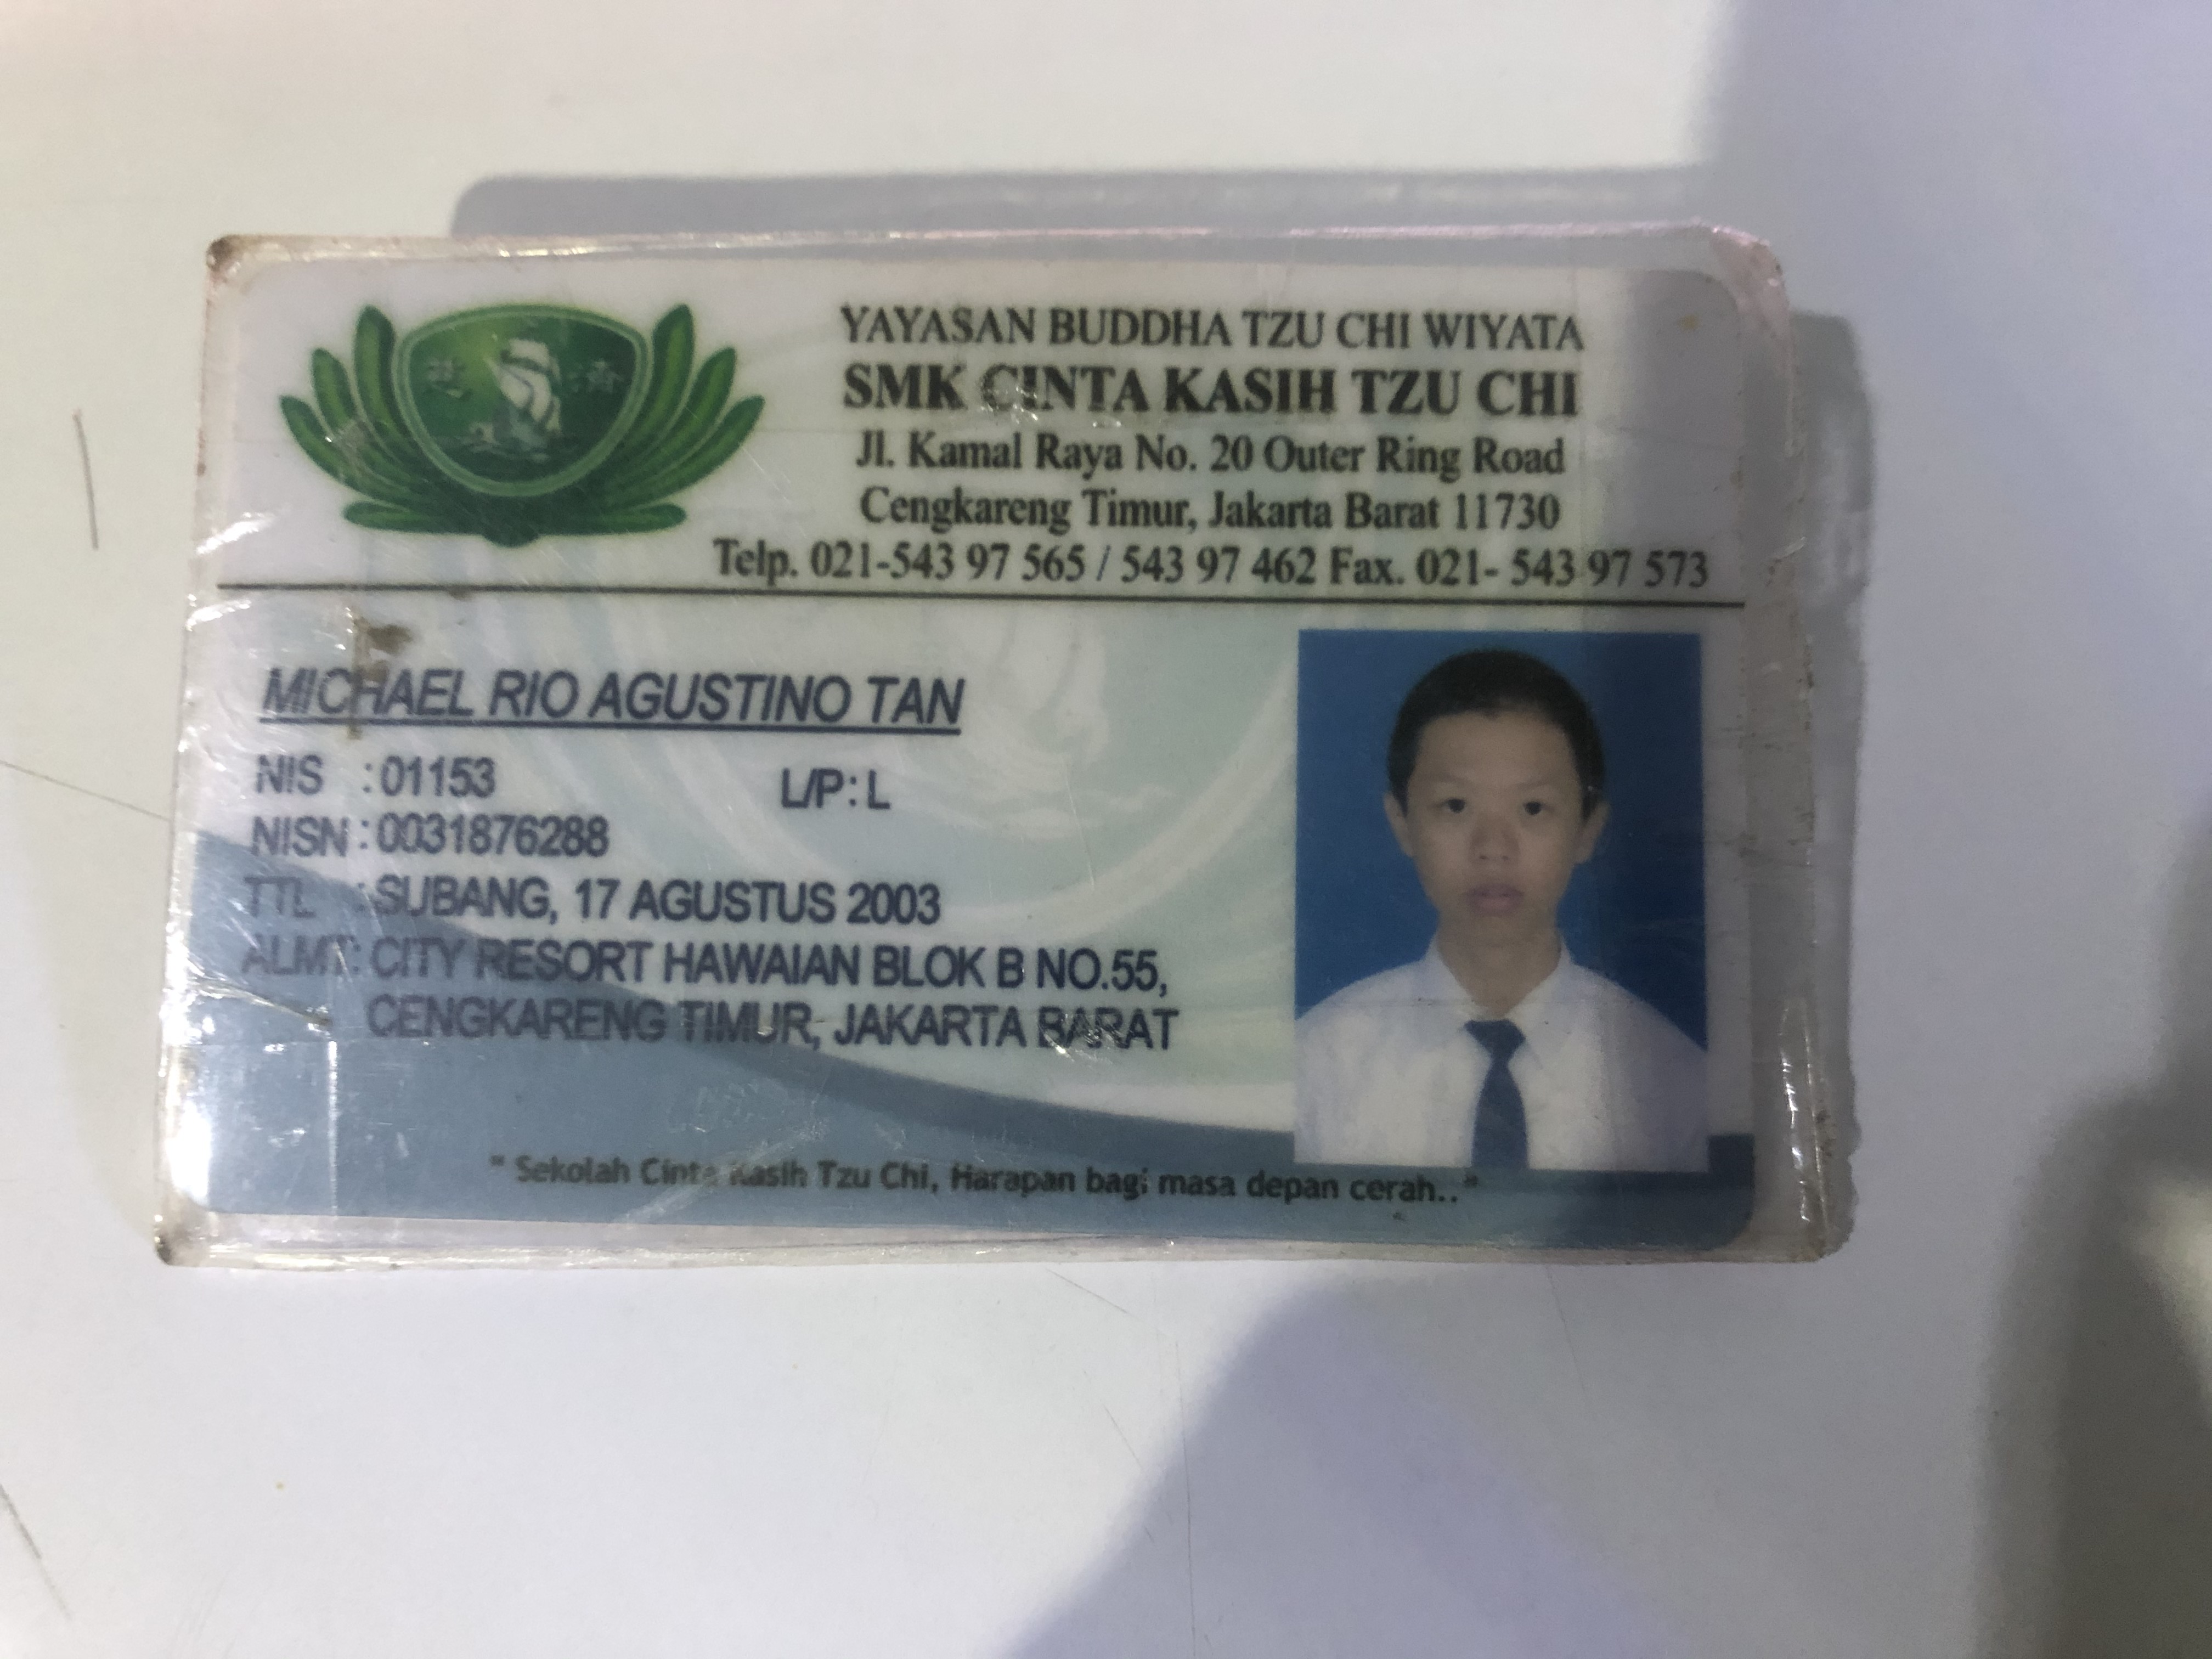 YAYASAN BUDDHA TZU CHI WIYATA
SMK CINTA KASIH TZU CHI
Jl. Kamal Raya No. 20 Outer Ring Road
Cengkareng Timur, Jakarta Barat 11730
Telp. 021-543 97 565 / 543 97 462 Fax. 021- 543 97 573
MICHAEL RIO AGUSTINO TAN
NIS : 01153 L/P : L
NISN : 0031876288
TTL : SUBANG, 17 AGUSTUS 2003
ALMT: CITY RESORT HAWAIAN BLOK B NO.55,
CENGKARENG TIMUR, JAKARTA BARAT
" Sekolah Cinta Kasih Tzu Chi, Harapan bagi masa depan cerah.. "